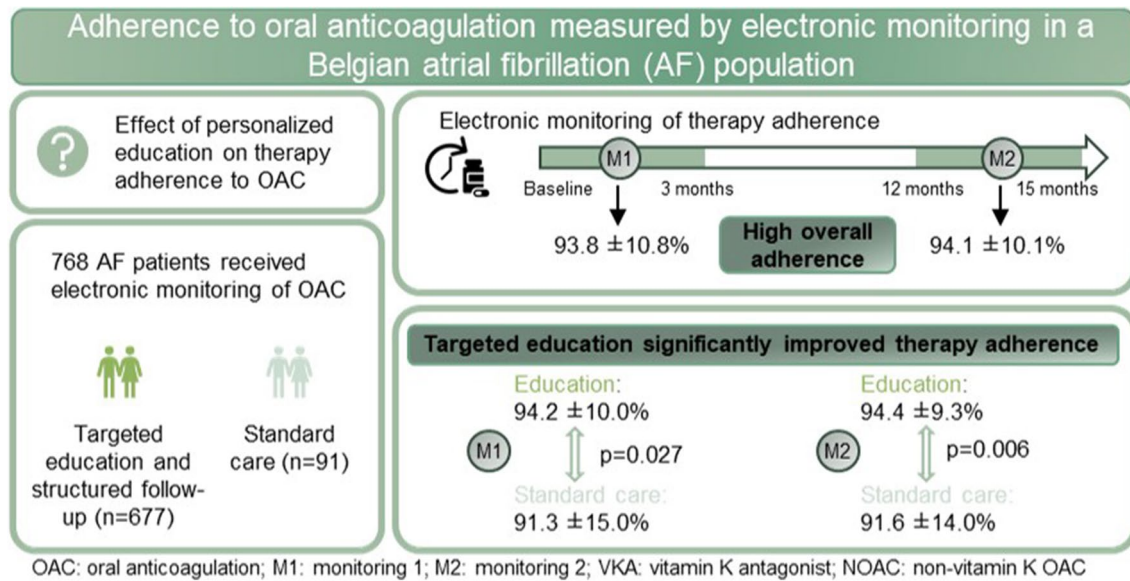 Adherence to oral anticoagulation measured by electronic monitoring in a
Belgian atrial fibrillation (AF) population
?
Effect of personalized
education on therapy
adherence to OAC
768 AF patients received
electronic monitoring of OAC
Targeted
education and
structured follow-
up (n=677)
Standard
care (n=91)
Electronic monitoring of therapy adherence
M1
M2
Baseline
3 months
12 months
15 months
93.8 ±10.8%
High overall
adherence
94.1 ±10.1%
Targeted education significantly improved therapy adherence
Education:
94.2 ±10.0%
M1
p=0.027
Standard care:
91.3 ±15.0%
Education:
94.4 ±9.3%
M2
p=0.006
Standard care:
91.6 ±14.0%
OAC: oral anticoagulation; M1: monitoring 1; M2: monitoring 2; VKA: vitamin K antagonist; NOAC: non-vitamin K OAC